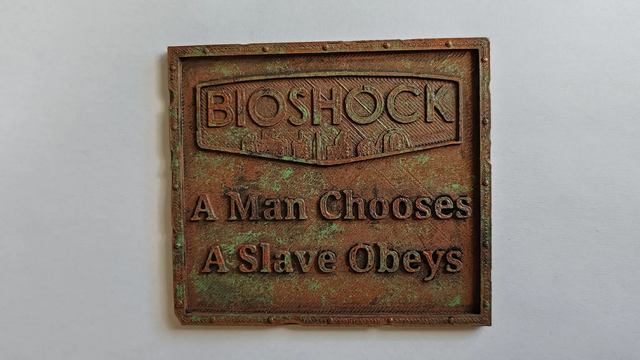 BIOSHOCK
A Man Chooses
A Slave Obeys